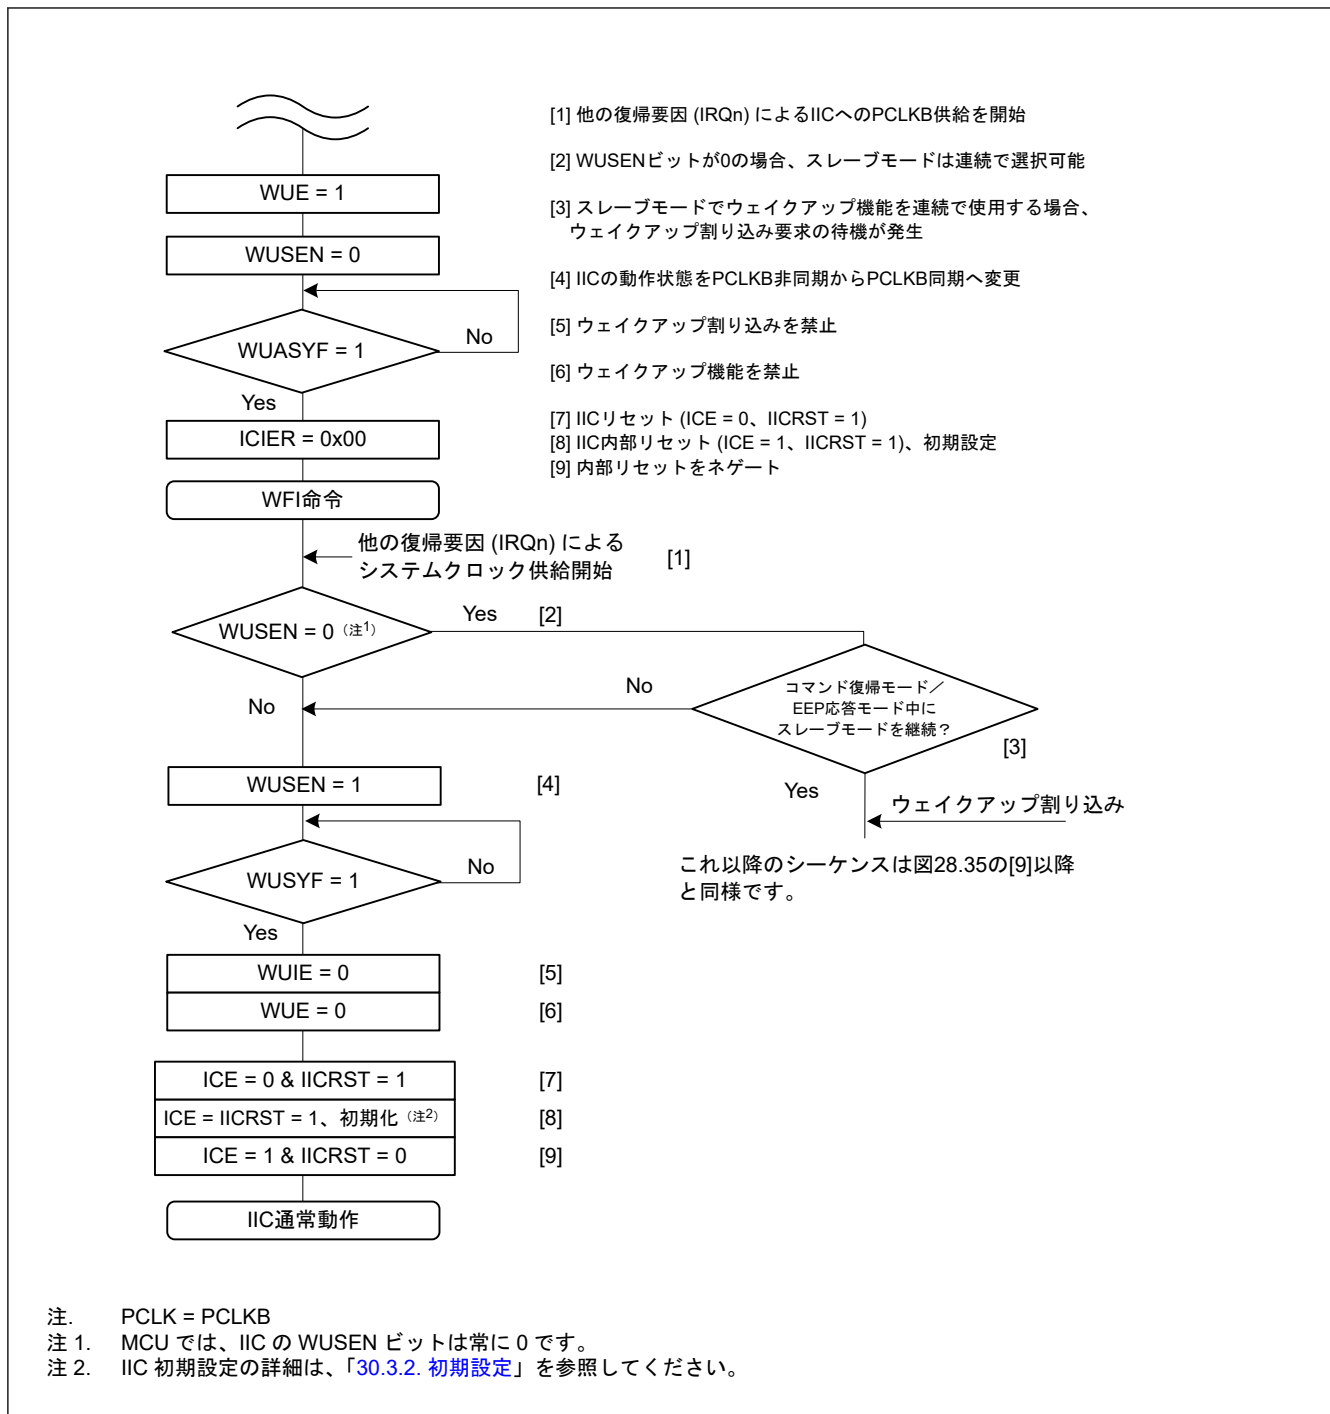 [1] 他の復帰要因 (IRQn) によるIICへのPCLKB供給を開始
[2] WUSENビットが0の場合、スレーブモードは連続で選択可能
[3] スレーブモードでウェイクアップ機能を連続で使用する場合、
ウェイクアップ割り込み要求の待機が発生
[4] IICの動作状態をPCLKB非同期からPCLKB同期へ変更
[5] ウェイクアップ割り込みを禁止
[6] ウェイクアップ機能を禁止
[7] IICリセット (ICE = 0、IICRST = 1)
[8] IIC内部リセット (ICE = 1、IICRST = 1)、初期設定
[9] 内部リセットをネゲート
WUE = 1
WUSEN = 0
WUASYF = 1
No
Yes
ICIER = 0x00
WFI命令
他の復帰要因 (IRQn) による
システムクロック供給開始
[1]
WUSEN = 0（注1）
Yes
[2]
No
コマンド復帰モード／
EEP応答モード中に
スレーブモードを継続？
[3]
No
Yes
ウェイクアップ割り込み
これ以降のシーケンスは図28.35の[9]以降
と同様です。
WUSEN = 1
[4]
WUSYF = 1
No
Yes
WUIE = 0
[5]
WUE = 0
[6]
ICE = 0 & IICRST = 1
[7]
ICE = IICRST = 1、初期化（注2）
[8]
ICE = 1 & IICRST = 0
[9]
IIC通常動作
注. PCLK = PCLKB
注 1. MCU では、IIC の WUSEN ビットは常に 0 です。
注 2. IIC 初期設定の詳細は、「30.3.2. 初期設定」を参照してください。